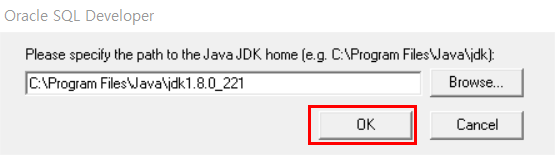 Oracle SQL Developer
Please specify the path to the Java JDK home (e.g. C:\Program Files\Java\jdk):
C:\Program Files\Java\jdk1.8.0_221
Browse...
OK
Cancel